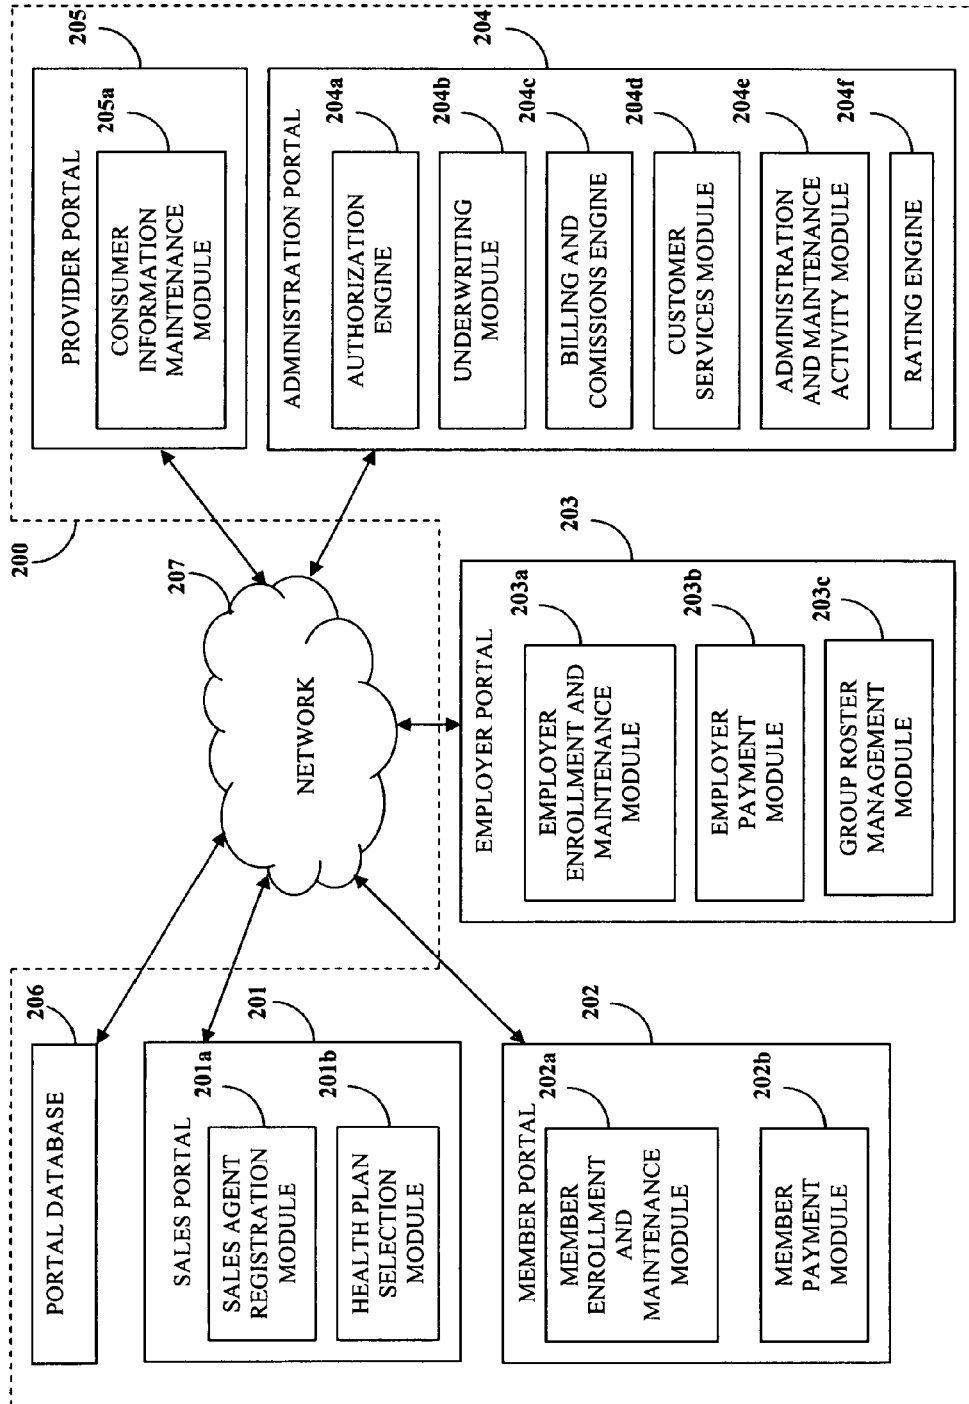 200
PORTAL DATABASE
206
SALES PORTAL
201
SALES AGENT
REGISTRATION
MODULE
201a
HEALTH PLAN
SELECTION
MODULE
201b
MEMBER PORTAL
202
MEMBER
ENROLLMENT
AND
MAINTENANCE
MODULE
202a
MEMBER
PAYMENT
MODULE
202b
NETWORK
207
EMPLOYER PORTAL
203
EMPLOYER
ENROLLMENT AND
MAINTENANCE
MODULE
203a
EMPLOYER
PAYMENT
MODULE
203b
GROUP ROSTER
MANAGEMENT
MODULE
203c
PROVIDER PORTAL
205
CONSUMER
INFORMATION
MAINTENANCE
MODULE
205a
ADMINISTRATION PORTAL
204
AUTHORIZATION
ENGINE
204a
UNDERWRITING
MODULE
204b
BILLING AND
COMISSIONS ENGINE
204c
CUSTOMER
SERVICES MODULE
204d
ADMINISTRATION
AND MAINTENANCE
ACTIVITY MODULE
204e
RATING ENGINE
204f